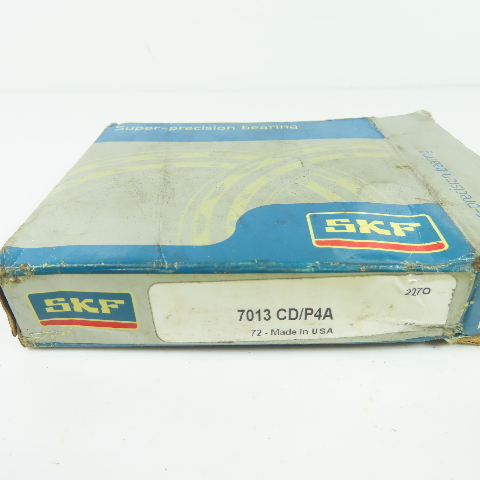 Super-precision bearing
SKF
SKF
7013 CD/P4A
72 - Made in USA
2270